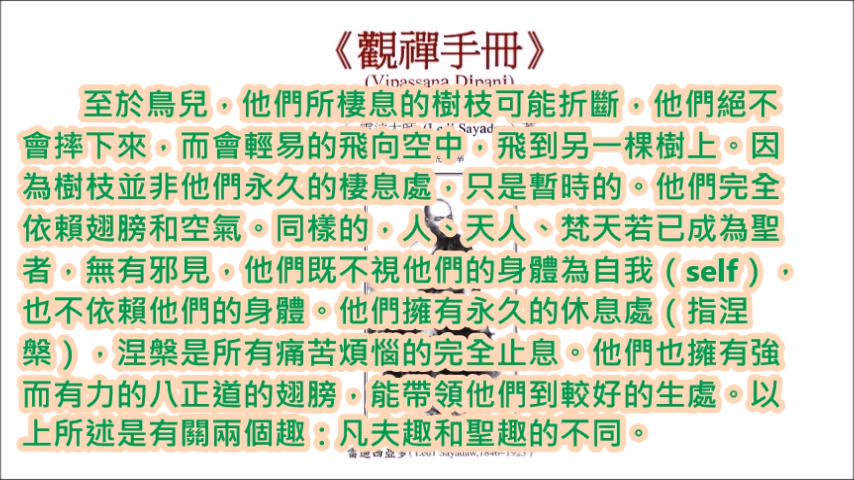 《觀禪手冊》
(Vipassana Dipani)
至於鳥兒，他們所棲息的樹枝可能折斷，他們絕不
會摔下來，而會輕易的飛向空中，飛到另一棵樹上。因
為樹枝並非他們永久的棲息處，只是暫時的。他們完全
依賴翅膀和空氣。同樣的，人、天人、梵天若已成為聖
者，無有邪見，他們既不視他們的身體為自我（self），
也不依賴他們的身體。他們擁有永久的休息處（指涅
槃），涅槃是所有痛苦煩惱的完全止息。他們也擁有強
而有力的八正道的翅膀，能帶領他們到較好的生處。以
上所述是有關兩個趣：凡夫趣和聖趣的不同。
雷迪西亞多(Ledi Sayadaw,1846~1923)